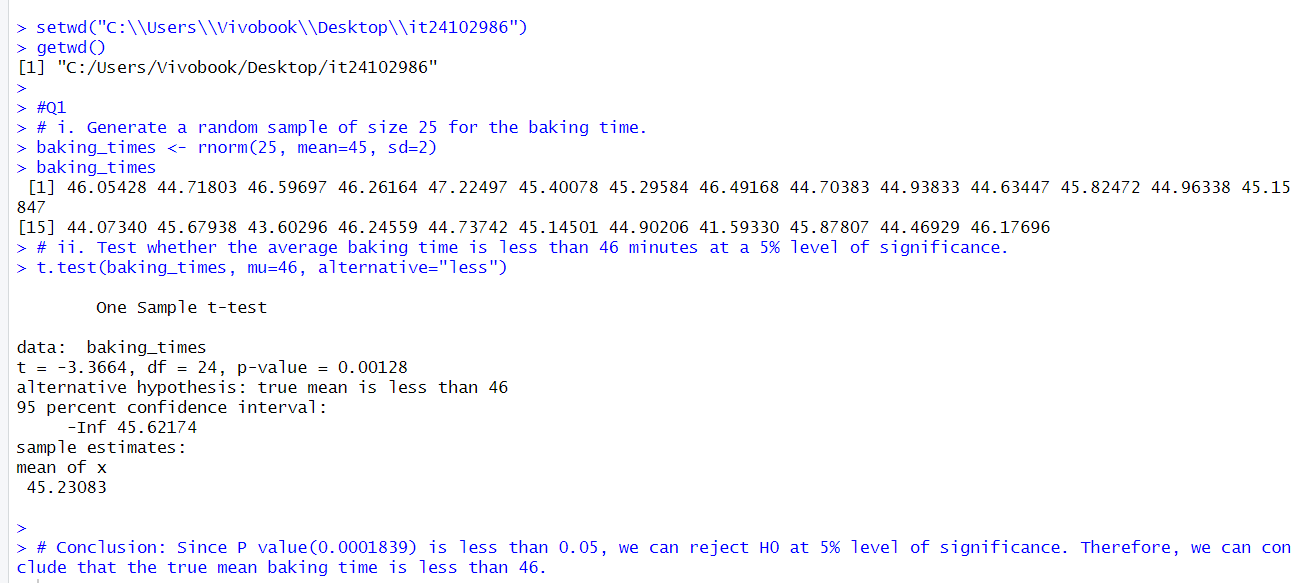 > setwd("C:\\Users\\Vivobook\\Desktop\\it24102986")
> getwd()
[1] "C:/Users/Vivobook/Desktop/it24102986"
>
> #Q1
> # i. Generate a random sample of size 25 for the baking time.
> baking_times <- rnorm(25, mean=45, sd=2)
> baking_times
 [1] 46.05428 44.71803 46.59697 46.26164 47.22497 45.40078 45.29584 46.49168 44.70383 44.93833 44.63447 45.82472 44.96338 45.15
847
[15] 44.07340 45.67938 43.60296 46.24559 44.73742 45.14501 44.90206 41.59330 45.87807 44.46929 46.17696
> # ii. Test whether the average baking time is less than 46 minutes at a 5% level of significance.
> t.test(baking_times, mu=46, alternative="less")
        One Sample t-test
data:  baking_times
t = -3.3664, df = 24, p-value = 0.00128
alternative hypothesis: true mean is less than 46
95 percent confidence interval:
     -Inf 45.62174
sample estimates:
mean of x
 45.23083
>
> # Conclusion: Since P value(0.0001839) is less than 0.05, we can reject H0 at 5% level of significance. Therefore, we can con
clude that the true mean baking time is less than 46.